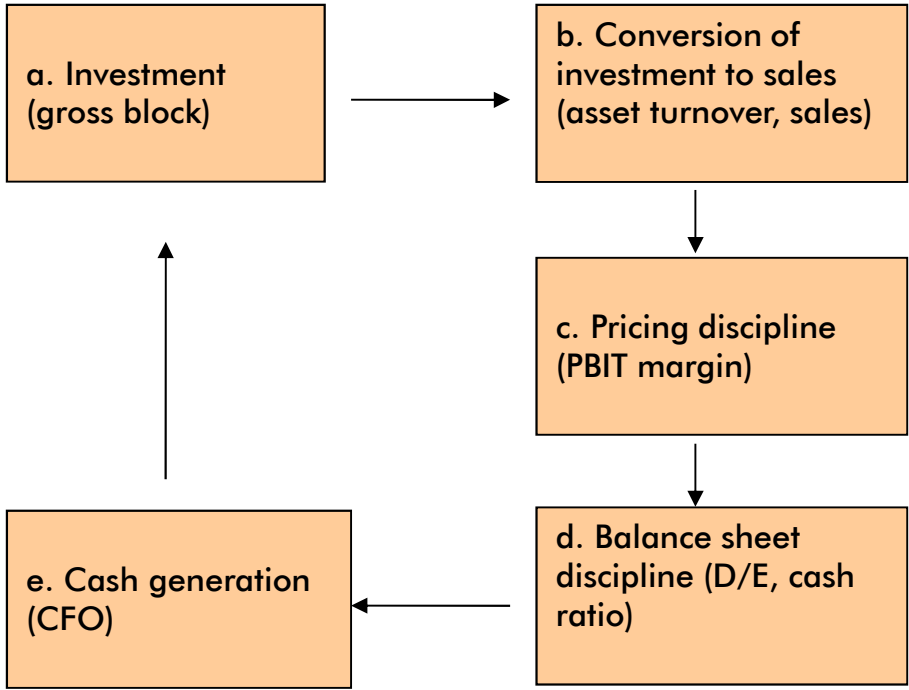 a. Investment
(gross block)
b. Conversion of
investment to sales
(asset turnover, sales)
c. Pricing discipline
(PBIT margin)
d. Balance sheet
discipline (D/E, cash
ratio)
e. Cash generation
(CFO)